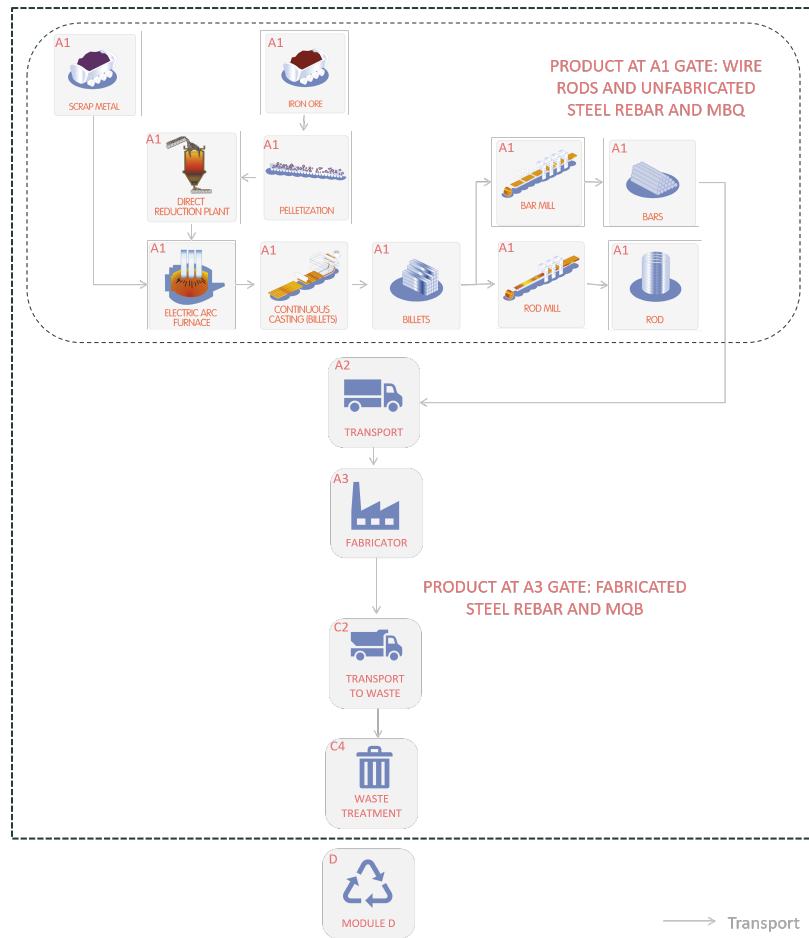 A1
SCRAP METAL
A1
IRON ORE
PRODUCT AT A1 GATE: WIRE
RODS AND UNFABRICATED
STEEL REBAR AND MBQ
A1
DIRECT
REDUCTION PLANT
A1
PELLETIZATION
A1
BAR MILL
A1
BARS
A1
ELECTRIC ARC
FURNACE
A1
CONTINUOUS
CASTING (BILLETS)
A1
BILLETS
A1
ROD MILL
A1
ROD
A2
TRANSPORT
A3
FABRICATOR
PRODUCT AT A3 GATE: FABRICATED
STEEL REBAR AND MQB
C2
TRANSPORT
TO WASTE
C4
WASTE
TREATMENT
D
MODULE D
Transport